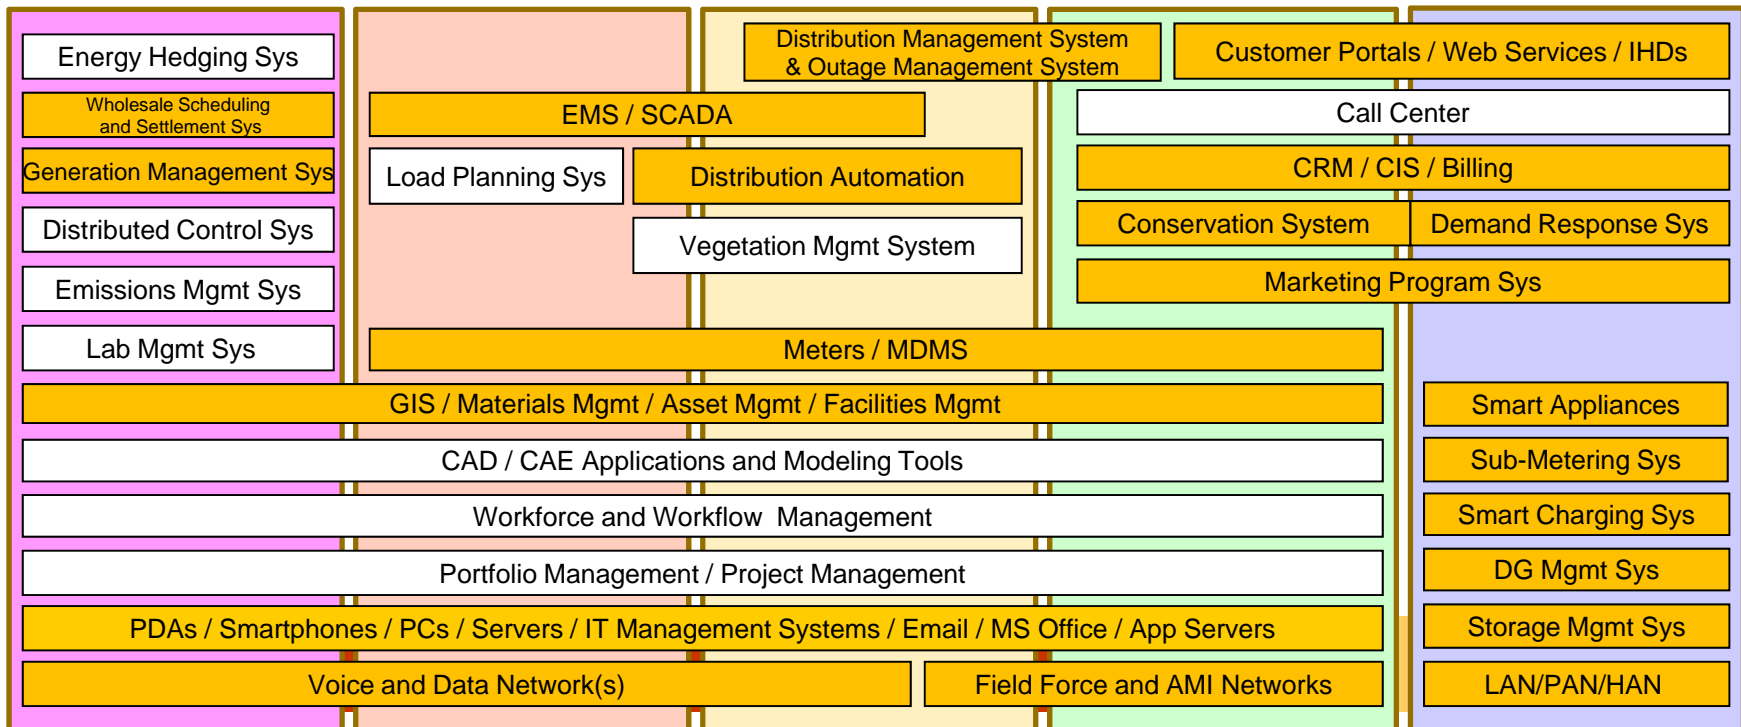 Energy Hedging Sys
Distribution Management System
& Outage Management System
Customer Portals / Web Services / IHDs
Wholesale Scheduling
and Settlement Sys
EMS / SCADA
Call Center
Generation Management Sys
Load Planning Sys
Distribution Automation
CRM / CIS / Billing
Distributed Control Sys
Vegetation Mgmt System
Conservation System
Demand Response Sys
Emissions Mgmt Sys
Marketing Program Sys
Lab Mgmt Sys
Meters / MDMS
GIS / Materials Mgmt / Asset Mgmt / Facilities Mgmt
Smart Appliances
CAD / CAE Applications and Modeling Tools
Sub-Metering Sys
Workforce and Workflow  Management
Smart Charging Sys
Portfolio Management / Project Management
DG Mgmt Sys
PDAs / Smartphones / PCs / Servers / IT Management Systems / Email / MS Office / App Servers
Storage Mgmt Sys
Voice and Data Network(s)
Field Force and AMI Networks
LAN/PAN/HAN